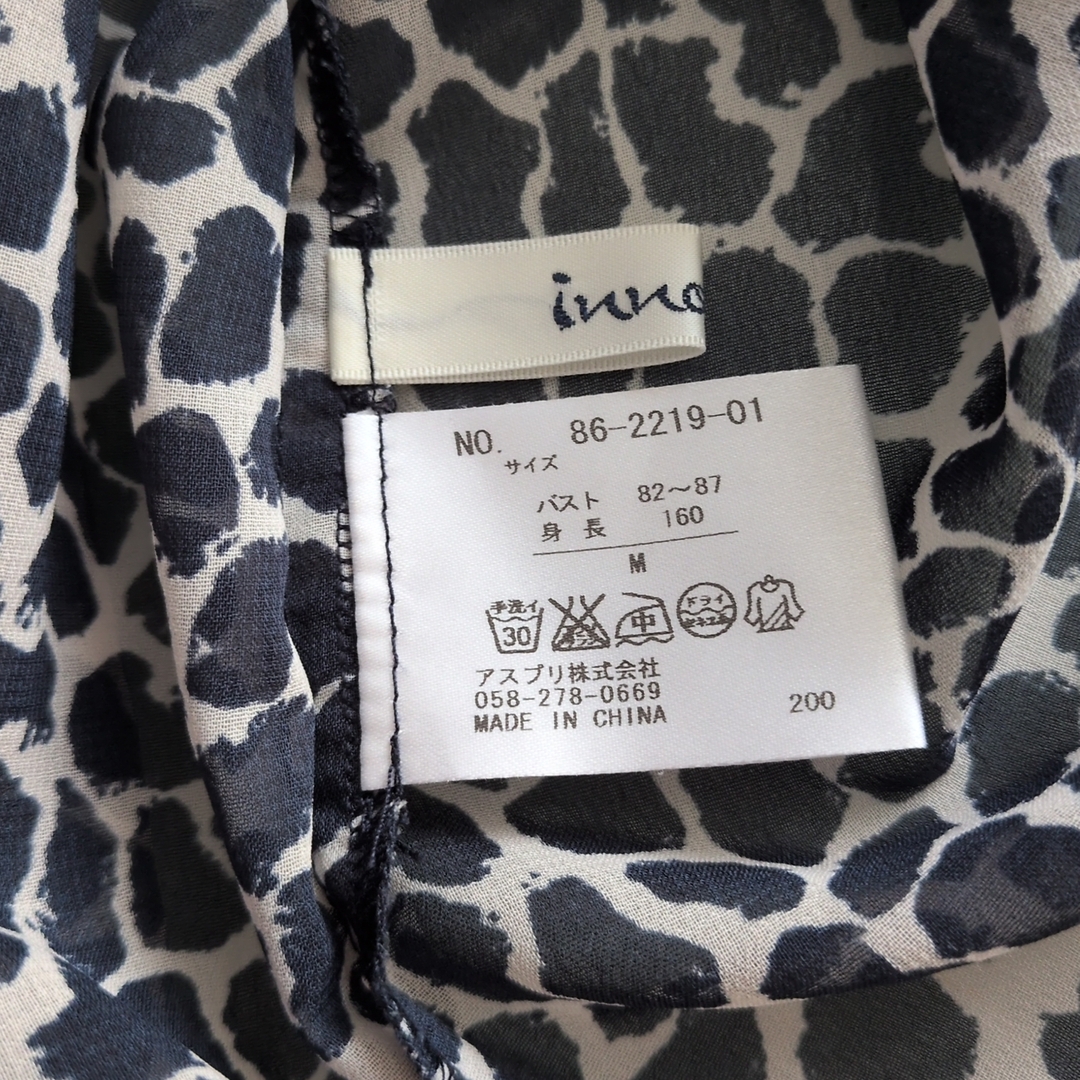 inno
NO. 86-2219-01
サイズ
バスト 82～87
身長 160
M
手洗イ 30 中 ドライ
アスプリ株式会社
058-278-0669
MADE IN CHINA 200